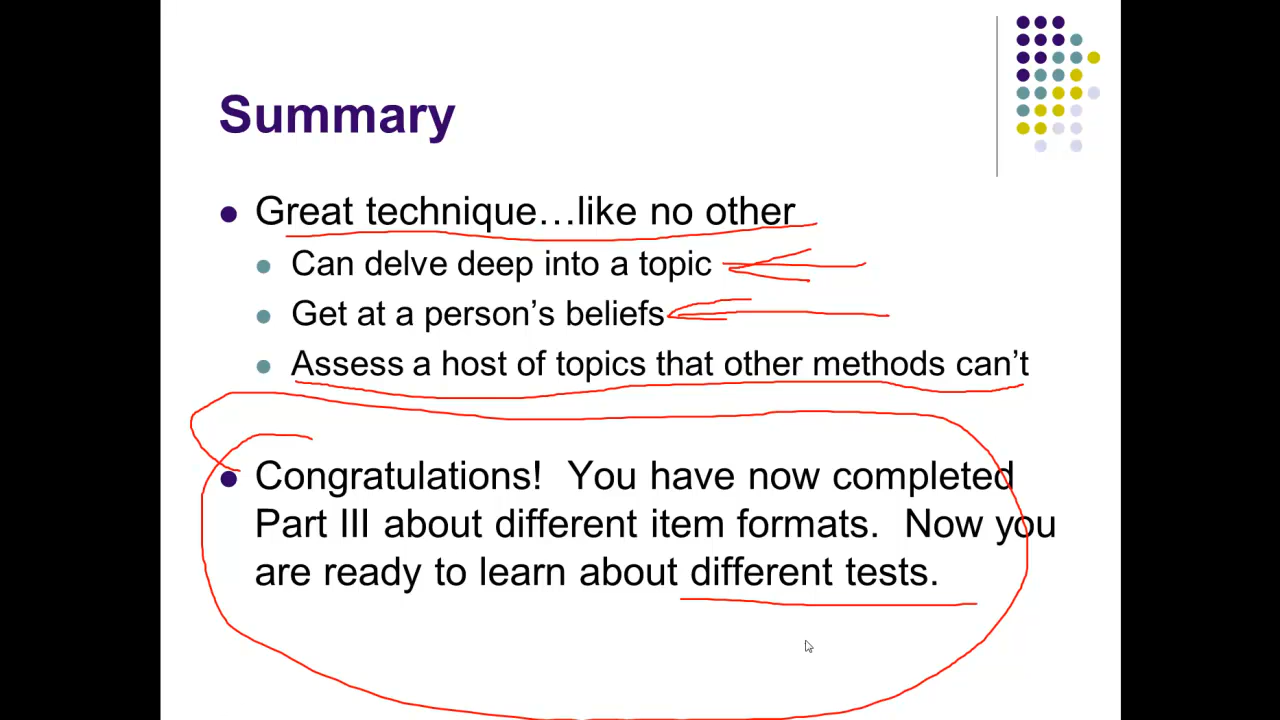 Summary
Great technique…like no other
Can delve deep into a topic
Get at a person’s beliefs
Assess a host of topics that other methods can’t
Congratulations!  You have now completed
Part III about different item formats.  Now you
are ready to learn about different tests.